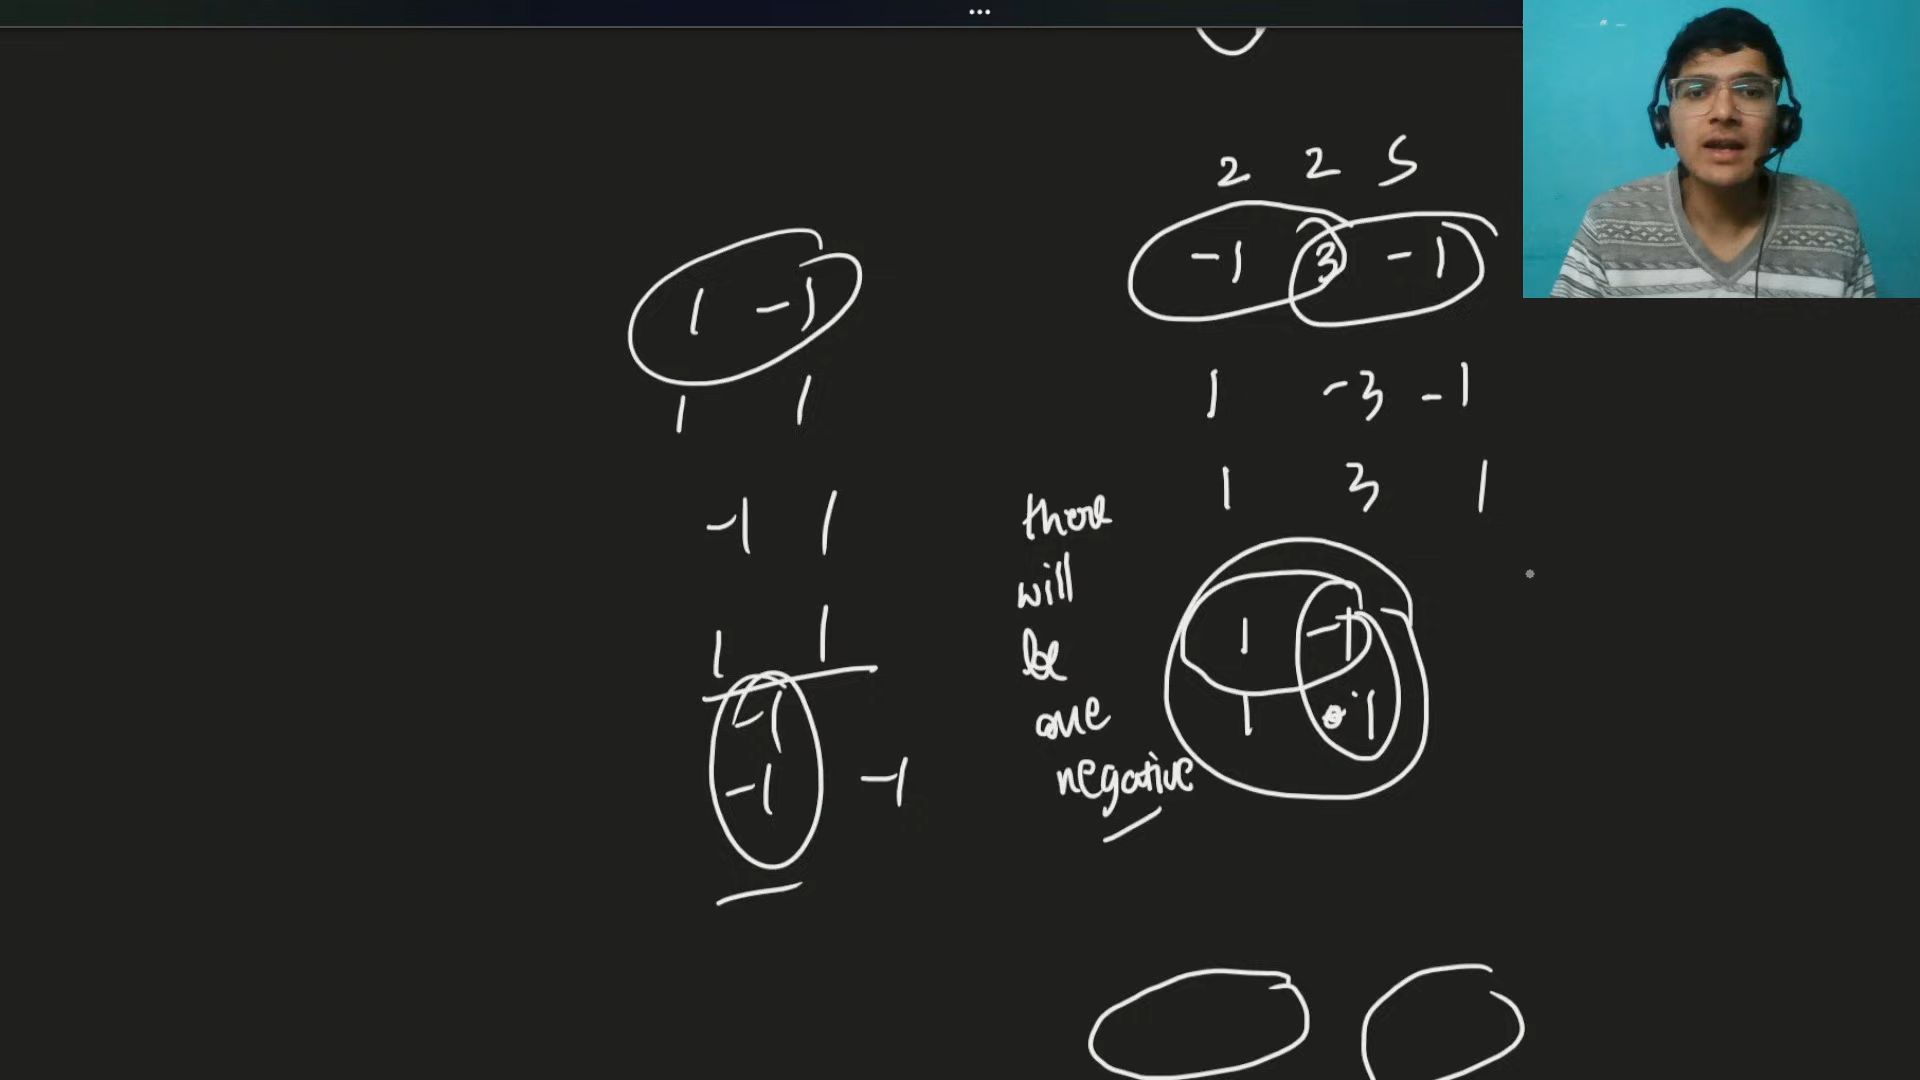 ...
2 2 5
-1 3 -1
1 -1
1 1
1 -3 -1
1 3 1
-1 1
1 1
-1
-1 -1
there
will
be
one
negative
1 -1
1 1